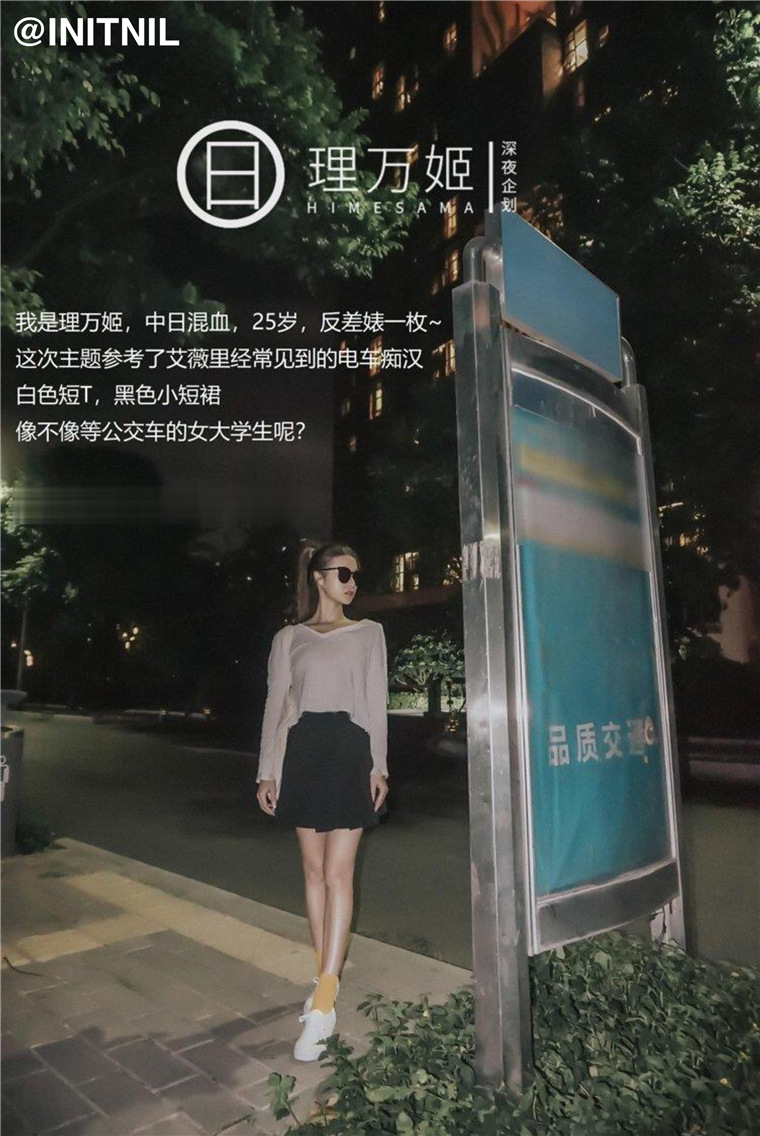 @INITNIL
日 理万姬 深夜企划
HIMESAMA
我是理万姬，中日混血，25岁，反差婊一枚~
这次主题参考了艾薇里经常见到的电车痴汉
白色短T，黑色小短裙
像不像等公交车的女大学生呢？
品质交通